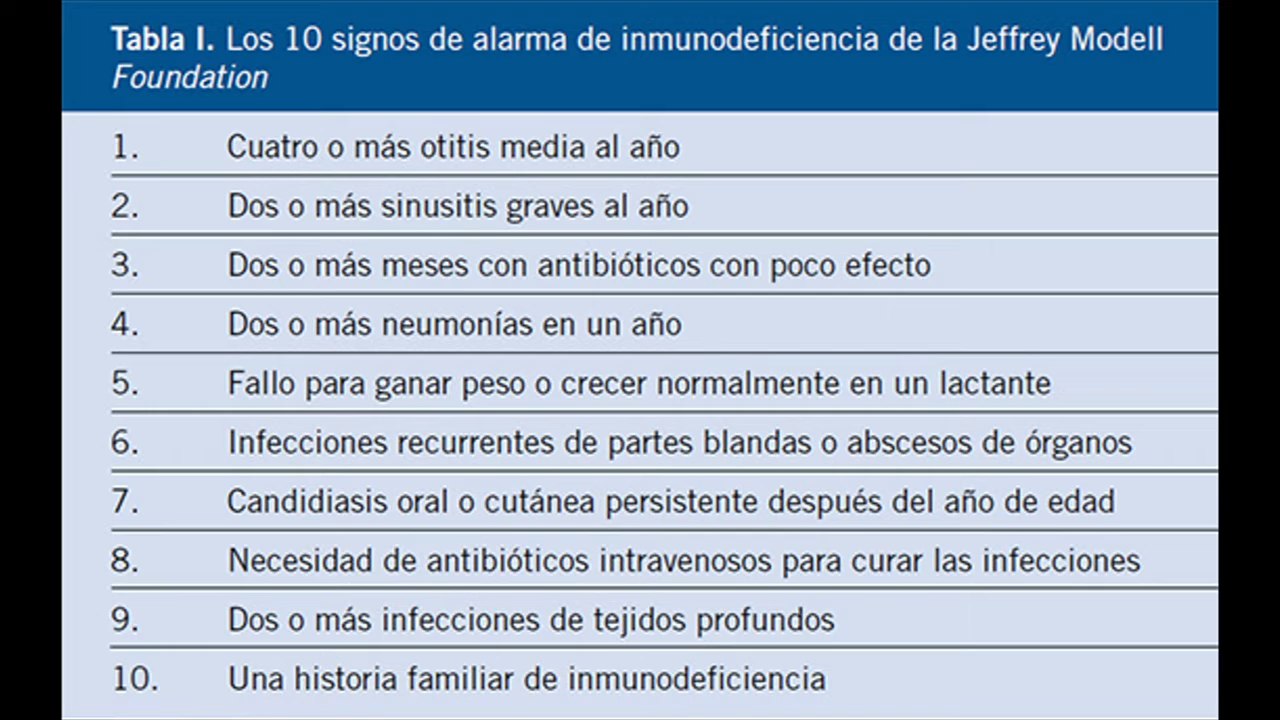 Tabla I. Los 10 signos de alarma de inmunodeficiencia de la Jeffrey Modell
Foundation
1. Cuatro o más otitis media al año
2. Dos o más sinusitis graves al año
3. Dos o más meses con antibióticos con poco efecto
4. Dos o más neumonías en un año
5. Fallo para ganar peso o crecer normalmente en un lactante
6. Infecciones recurrentes de partes blandas o abscesos de órganos
7. Candidiasis oral o cutánea persistente después del año de edad
8. Necesidad de antibióticos intravenosos para curar las infecciones
9. Dos o más infecciones de tejidos profundos
10. Una historia familiar de inmunodeficiencia